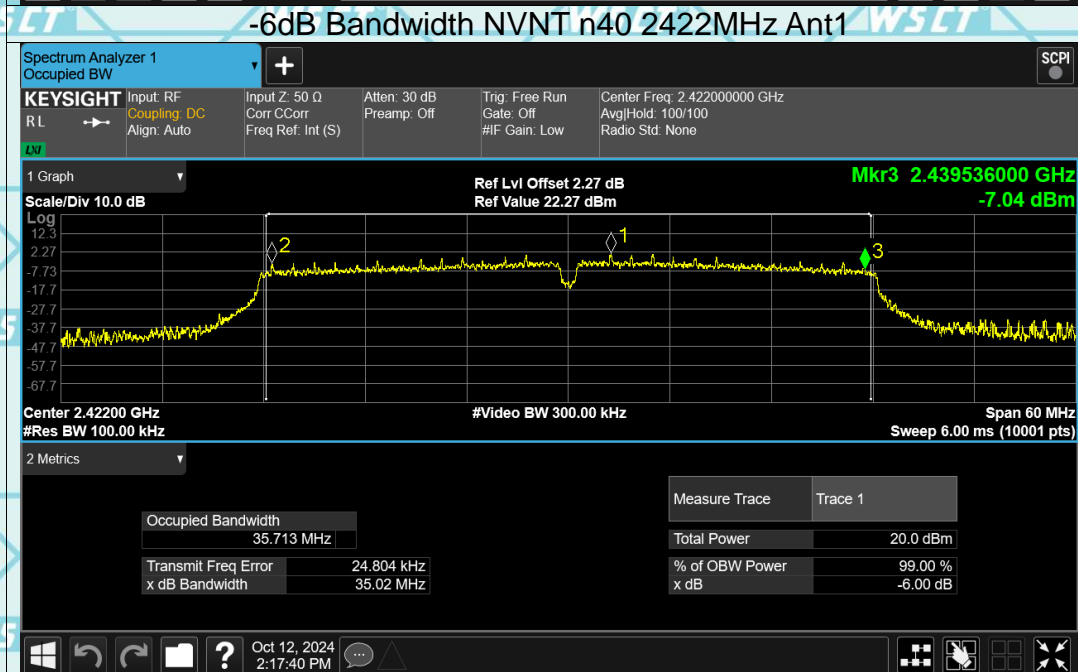 -6dB Bandwidth NVNT n40 2422MHz Ant1
Spectrum Analyzer 1
Occupied BW
+
SCPI
KEYSIGHT
R L
LXI
Input: RF
Coupling: DC
Align: Auto
Input Z: 50 Ω
Corr CCorr
Freq Ref: Int (S)
Atten: 30 dB
Preamp: Off
Trig: Free Run
Gate: Off
#IF Gain: Low
Center Freq: 2.422000000 GHz
Avg|Hold: 100/100
Radio Std: None
1 Graph
Scale/Div 10.0 dB
Ref Lvl Offset 2.27 dB
Ref Value 22.27 dBm
Mkr3 2.439536000 GHz
-7.04 dBm
Log
12.3
2.27
-7.73
-17.7
-27.7
-37.7
-47.7
-57.7
-67.7
2
1
3
Center 2.42200 GHz
#Video BW 300.00 kHz
Span 60 MHz
#Res BW 100.00 kHz
Sweep 6.00 ms (10001 pts)
2 Metrics
Occupied Bandwidth
35.713 MHz
Transmit Freq Error 24.804 kHz
x dB Bandwidth 35.02 MHz
Measure Trace Trace 1
Total Power 20.0 dBm
% of OBW Power 99.00 %
x dB -6.00 dB
?
Oct 12, 2024
2:17:40 PM
WSCT